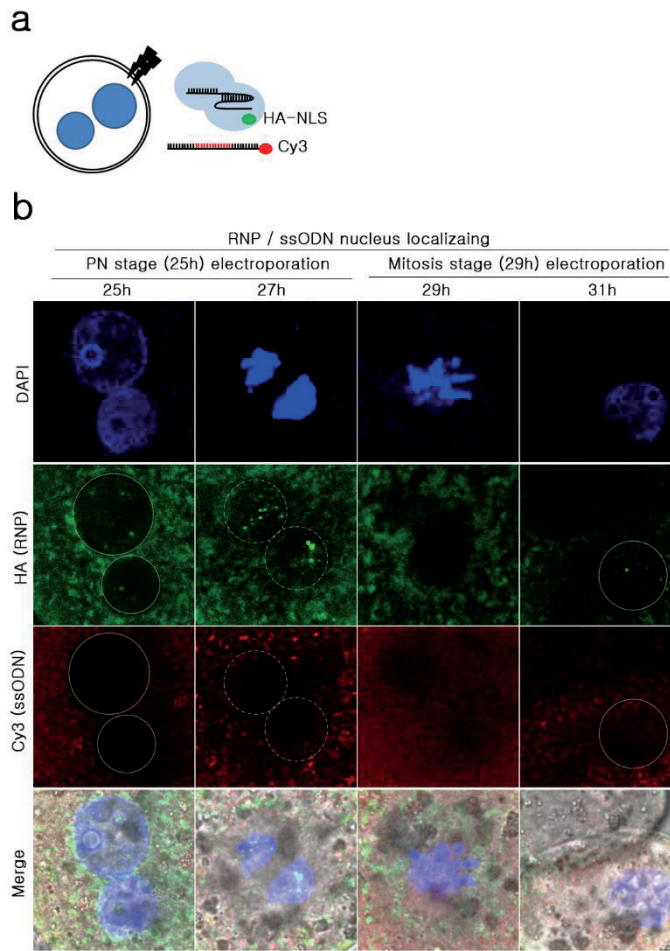 a
HA-NLS
Cy3
b
RNP / ssODN nucleus localizaing
PN stage (25h) electroporation
Mitosis stage (29h) electroporation
25h
27h
29h
31h
DAPI
HA (RNP)
Cy3 (ssODN)
Merge